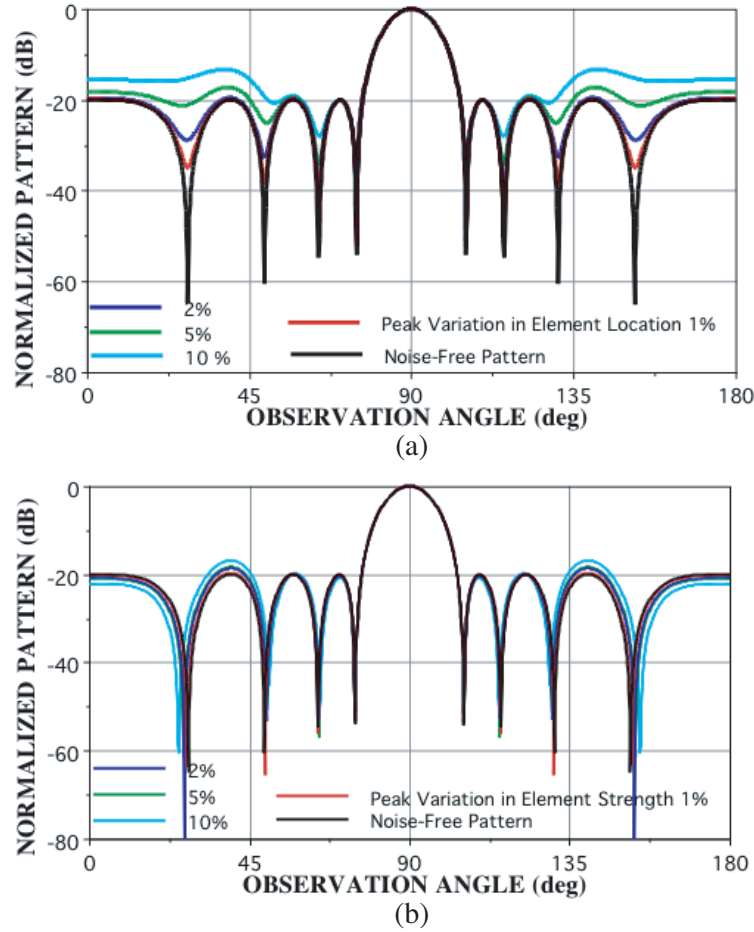 0
-20
-40
-60
-80
NORMALIZED PATTERN (dB)
2%
5%
10 %
Peak Variation in Element Location 1%
Noise-Free Pattern
0 45 90 135 180
OBSERVATION ANGLE (deg)
(a)
0
-20
-40
-60
-80
NORMALIZED PATTERN (dB)
2%
5%
10%
Peak Variation in Element Strength 1%
Noise-Free Pattern
0 45 90 135 180
OBSERVATION ANGLE (deg)
(b)